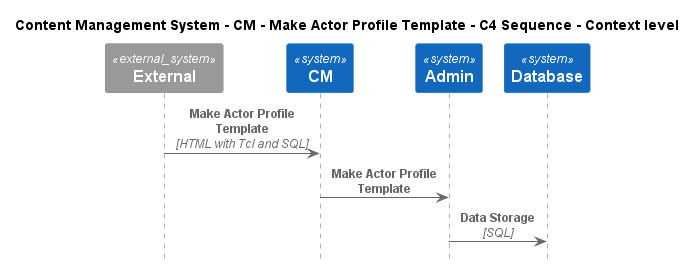 Content Management System - CM - Make Actor Profile Template - C4 Sequence - Context level
«external_system»
External
«system»
CM
«system»
Admin
«system»
Database
Make Actor Profile
Template
[HTML with Tcl and SQL]
Make Actor Profile
Template
Data Storage
[SQL]